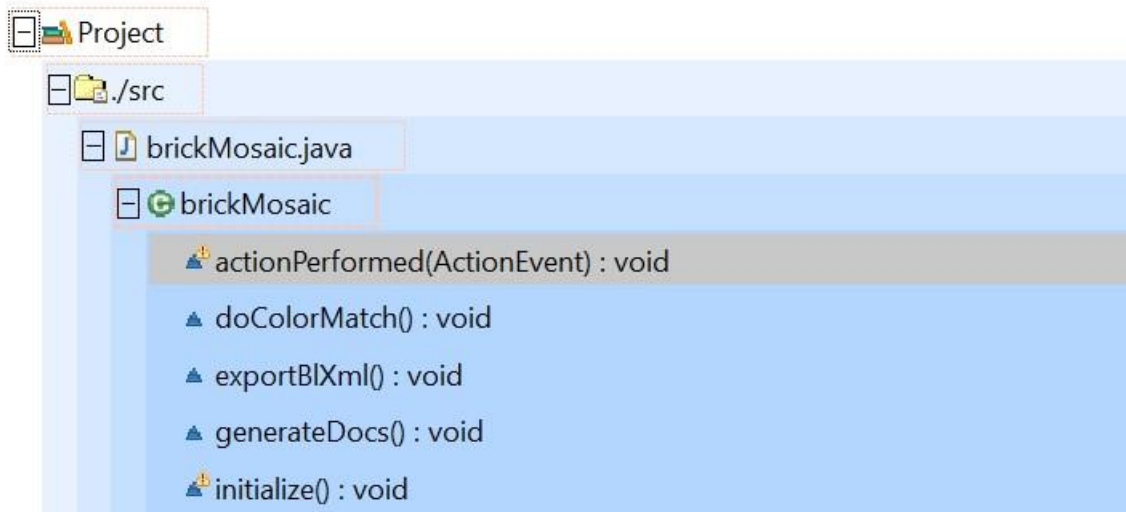 Project
./src
brickMosaic.java
brickMosaic
actionPerformed(ActionEvent) : void
doColorMatch() : void
exportBlXml() : void
generateDocs() : void
initialize() : void